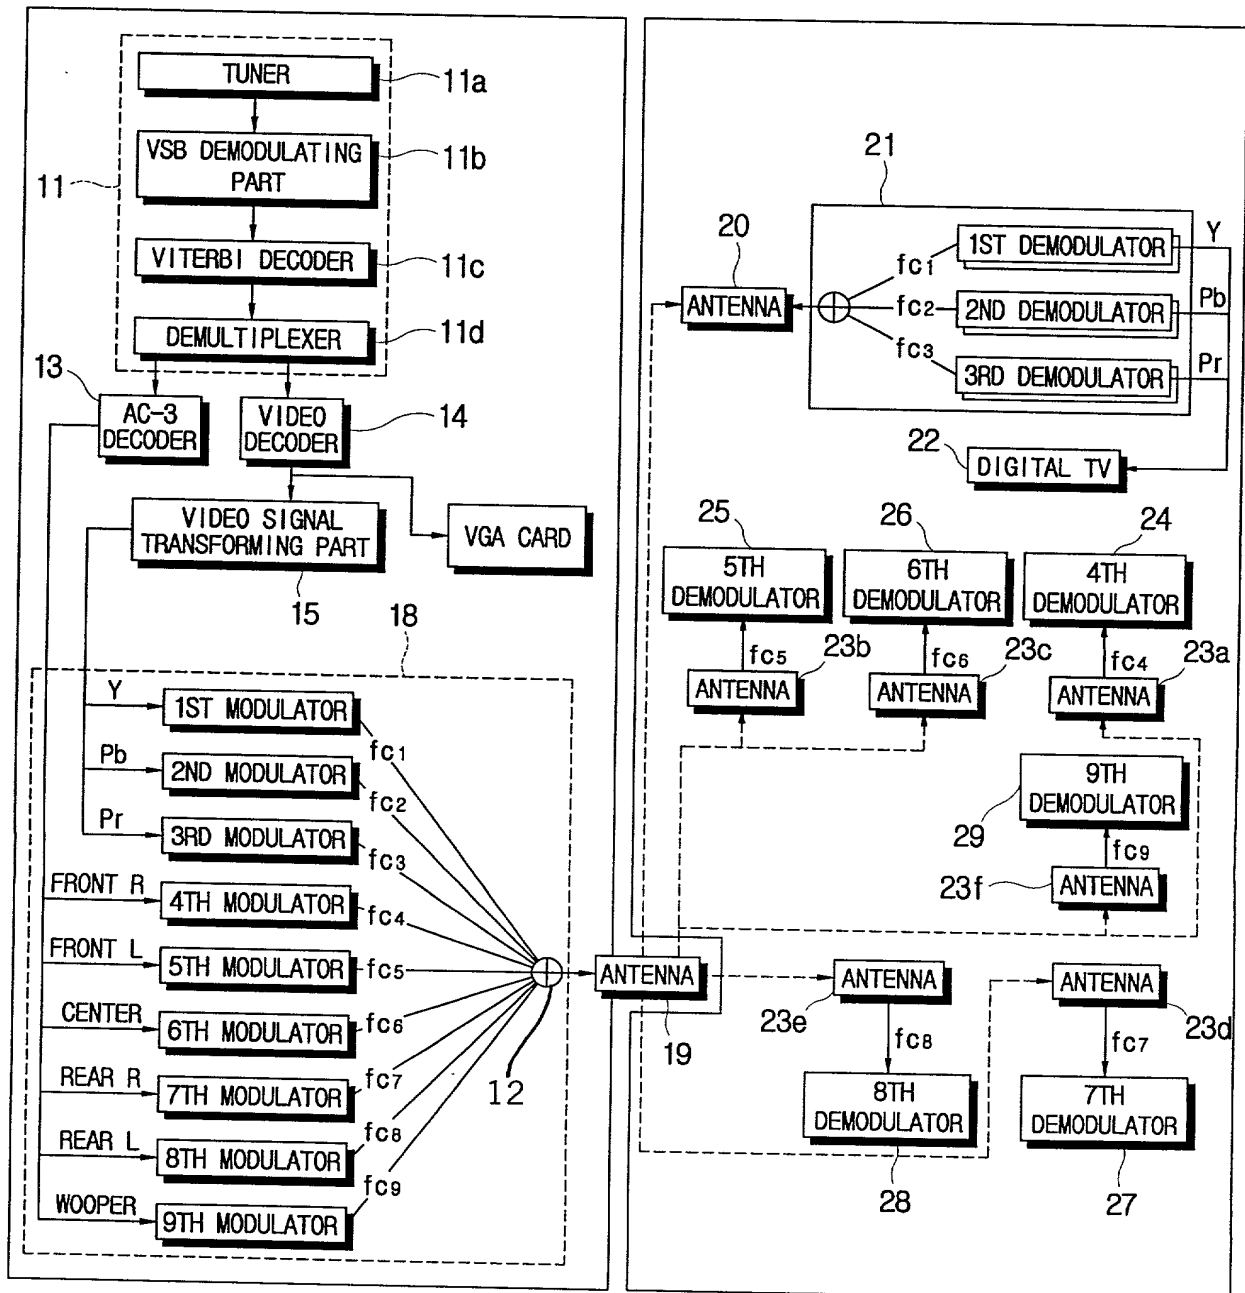 TUNER
11a
VSB DEMODULATING
PART
11b
11
VITERBI DECODER
11c
DEMULTIPLEXER
11d
13
AC-3
DECODER
VIDEO
DECODER
14
VIDEO SIGNAL
TRANSFORMING PART
15
VGA CARD
18
Y
1ST MODULATOR
fc1
Pb
2ND MODULATOR
fc2
Pr
3RD MODULATOR
fc3
FRONT R
4TH MODULATOR
fc4
FRONT L
5TH MODULATOR
fc5
CENTER
6TH MODULATOR
fc6
REAR R
7TH MODULATOR
fc7
REAR L
8TH MODULATOR
fc8
WOOPER
9TH MODULATOR
fc9
12
ANTENNA
19
20
ANTENNA
21
fc1
1ST DEMODULATOR
Y
fc2
2ND DEMODULATOR
Pb
fc3
3RD DEMODULATOR
Pr
22
DIGITAL TV
25
5TH
DEMODULATOR
fc5
23b
ANTENNA
26
6TH
DEMODULATOR
fc6
23c
ANTENNA
24
4TH
DEMODULATOR
fc4
23a
ANTENNA
9TH
DEMODULATOR
29
fc9
23f
ANTENNA
ANTENNA
23e
fc8
8TH
DEMODULATOR
28
ANTENNA
23d
fc7
7TH
DEMODULATOR
27